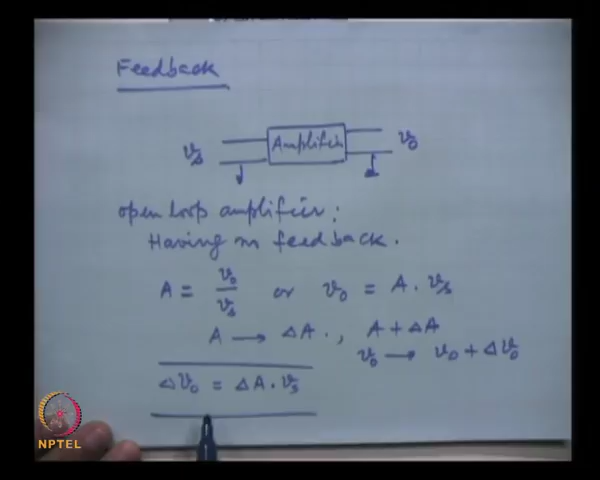 Feedback
vs Amplifier vo
open loop amplifier:
Having no feedback.
A = vo/vs or vo = A . vs
A → ΔA . , A + ΔA
vo → vo + Δvo
Δvo = ΔA . vs
NPTEL